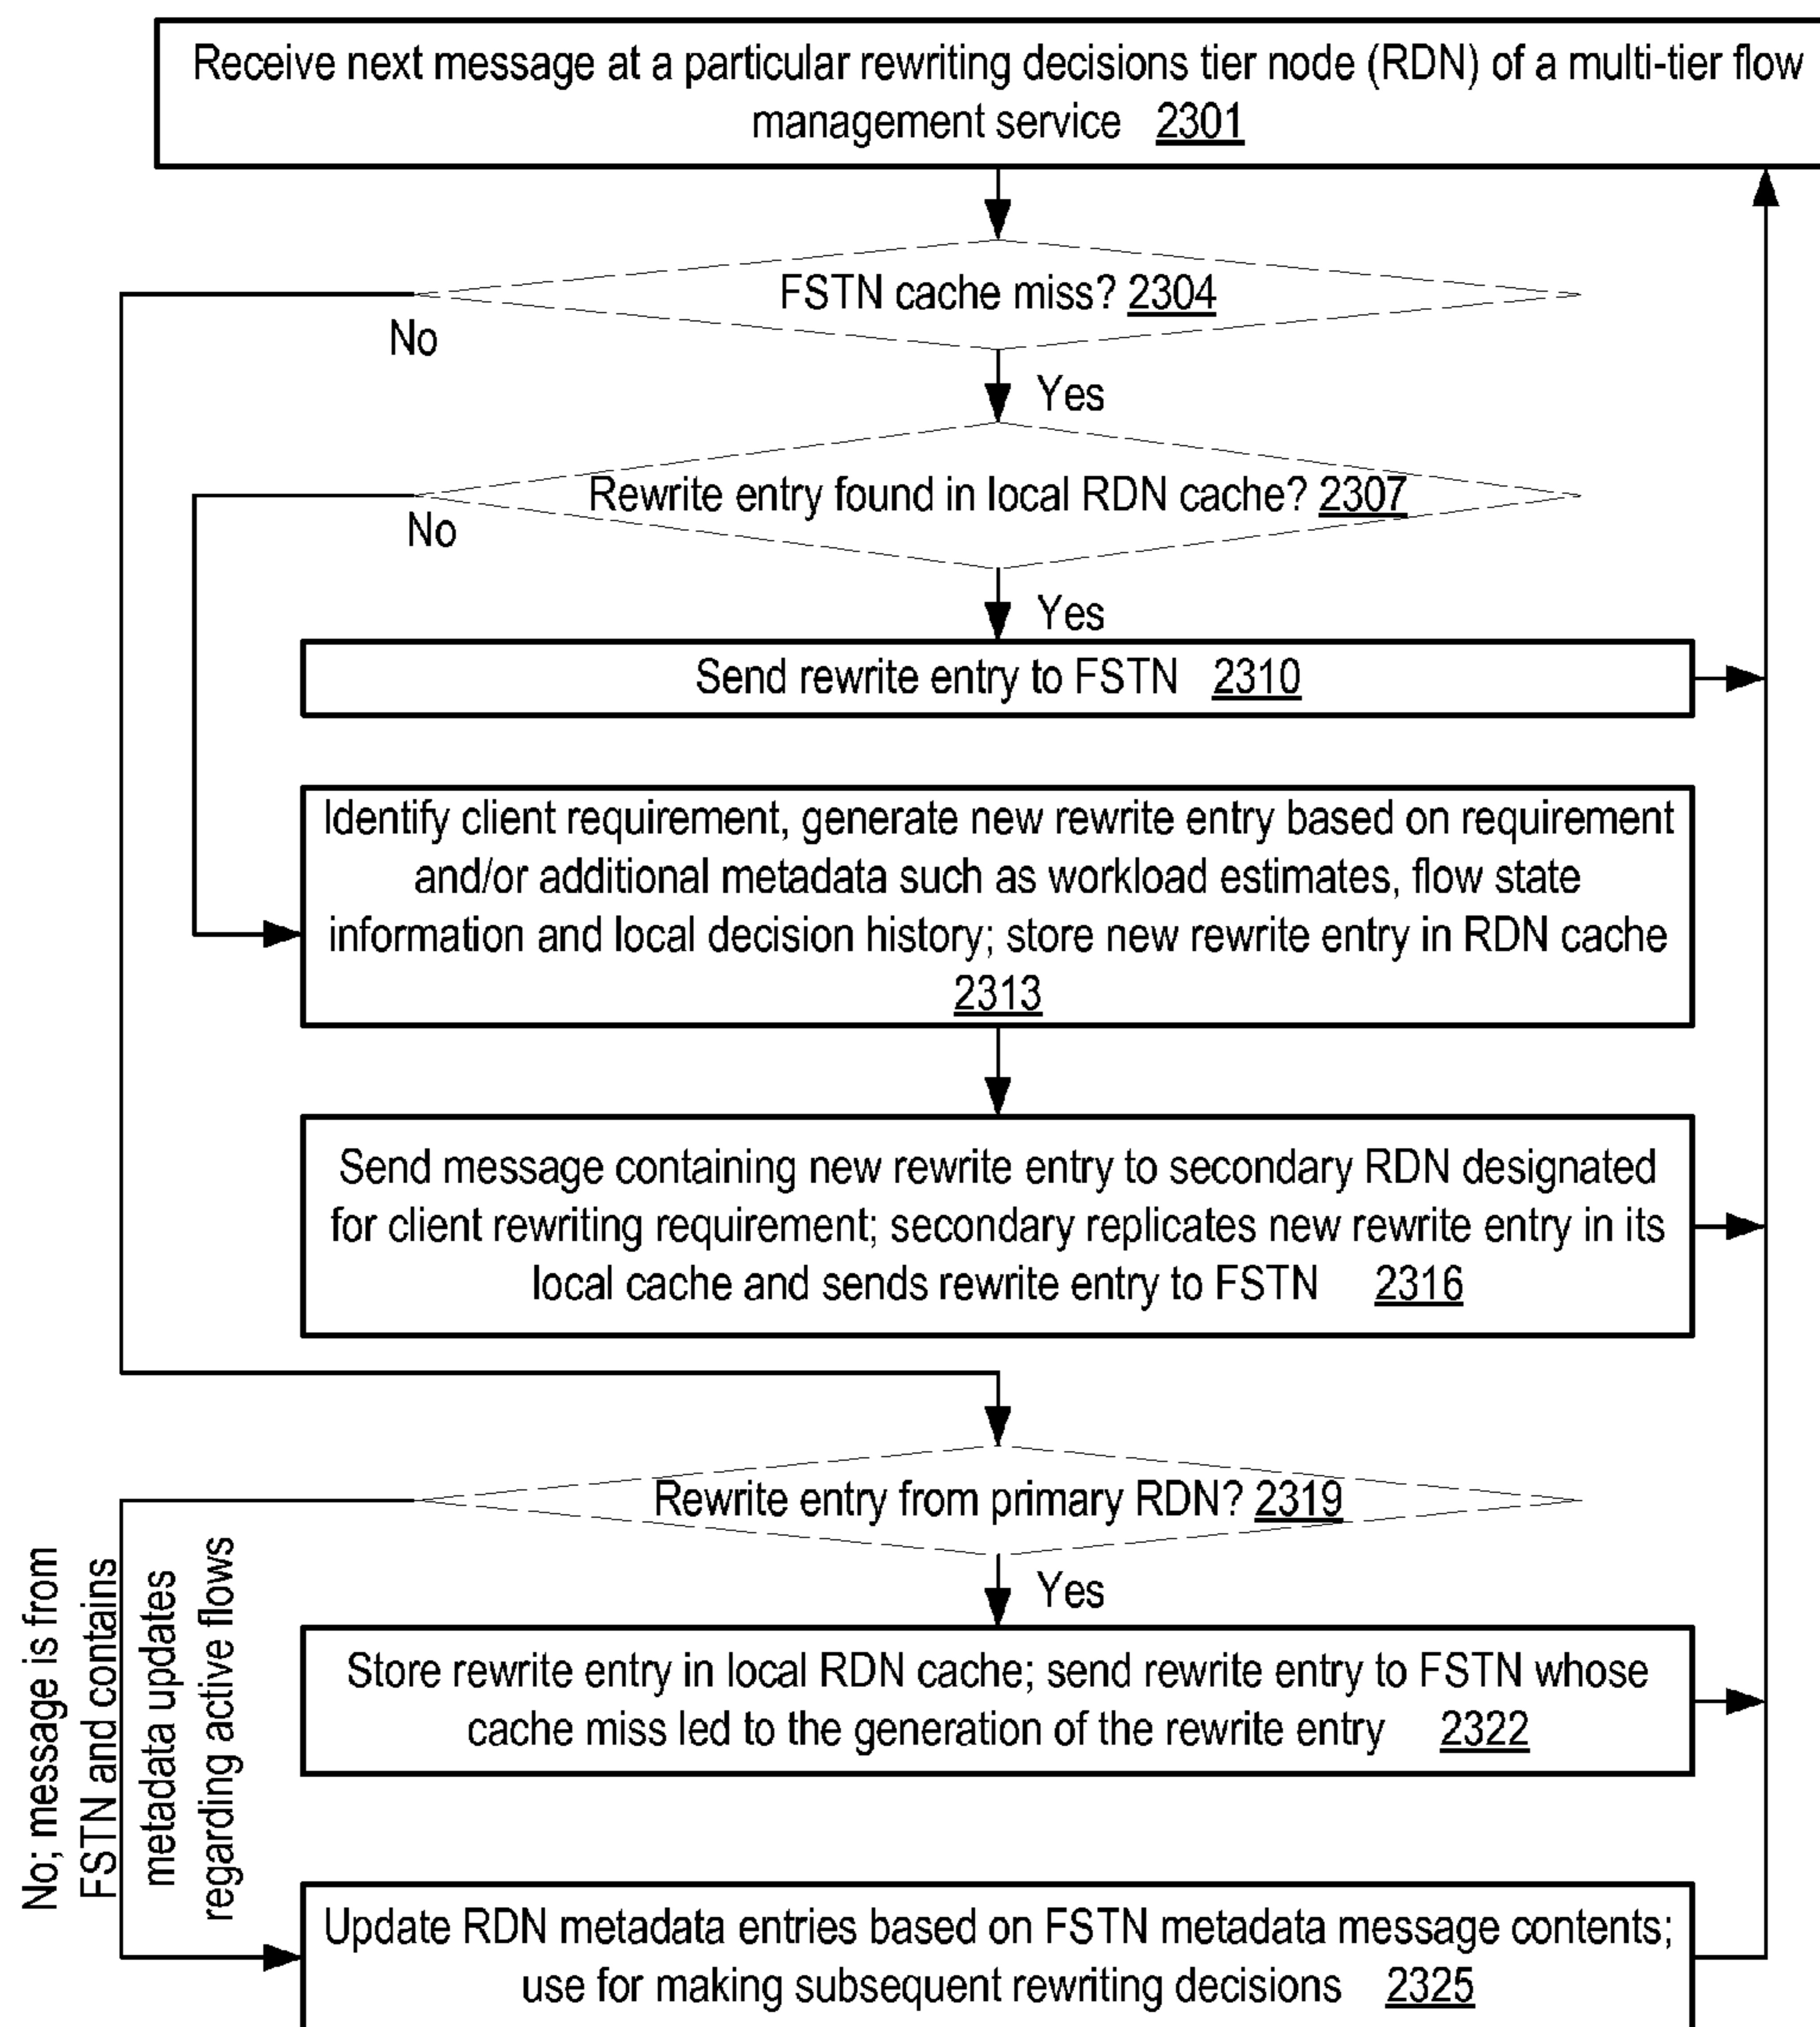 Receive next message at a particular rewriting decisions tier node (RDN) of a multi-tier flow
management service 2301
FSTN cache miss? 2304
No
Yes
Rewrite entry found in local RDN cache? 2307
No
Yes
Send rewrite entry to FSTN 2310
Identify client requirement, generate new rewrite entry based on requirement
and/or additional metadata such as workload estimates, flow state
information and local decision history; store new rewrite entry in RDN cache
2313
Send message containing new rewrite entry to secondary RDN designated
for client rewriting requirement; secondary replicates new rewrite entry in its
local cache and sends rewrite entry to FSTN 2316
Rewrite entry from primary RDN? 2319
No; message is from
FSTN and contains
metadata updates
regarding active flows
Yes
Store rewrite entry in local RDN cache; send rewrite entry to FSTN whose
cache miss led to the generation of the rewrite entry 2322
Update RDN metadata entries based on FSTN metadata message contents;
use for making subsequent rewriting decisions 2325